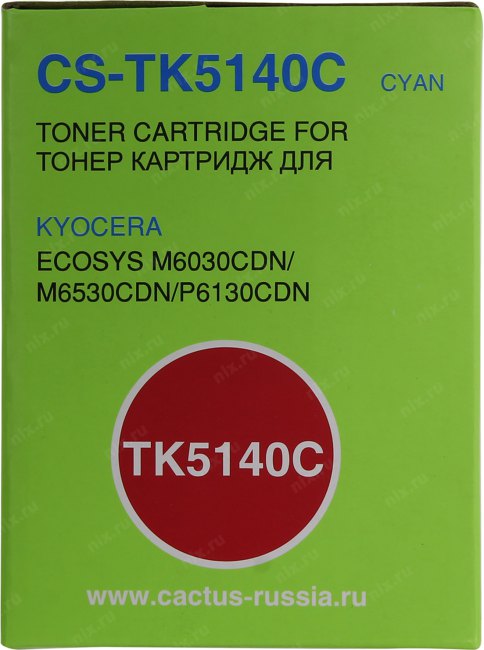 CS-TK5140C CYAN
TONER CARTRIDGE FOR
ТОНЕР КАРТРИДЖ ДЛЯ
KYOCERA
ECOSYS M6030CDN/
M6530CDN/P6130CDN
TK5140C
www.cactus-russia.ru